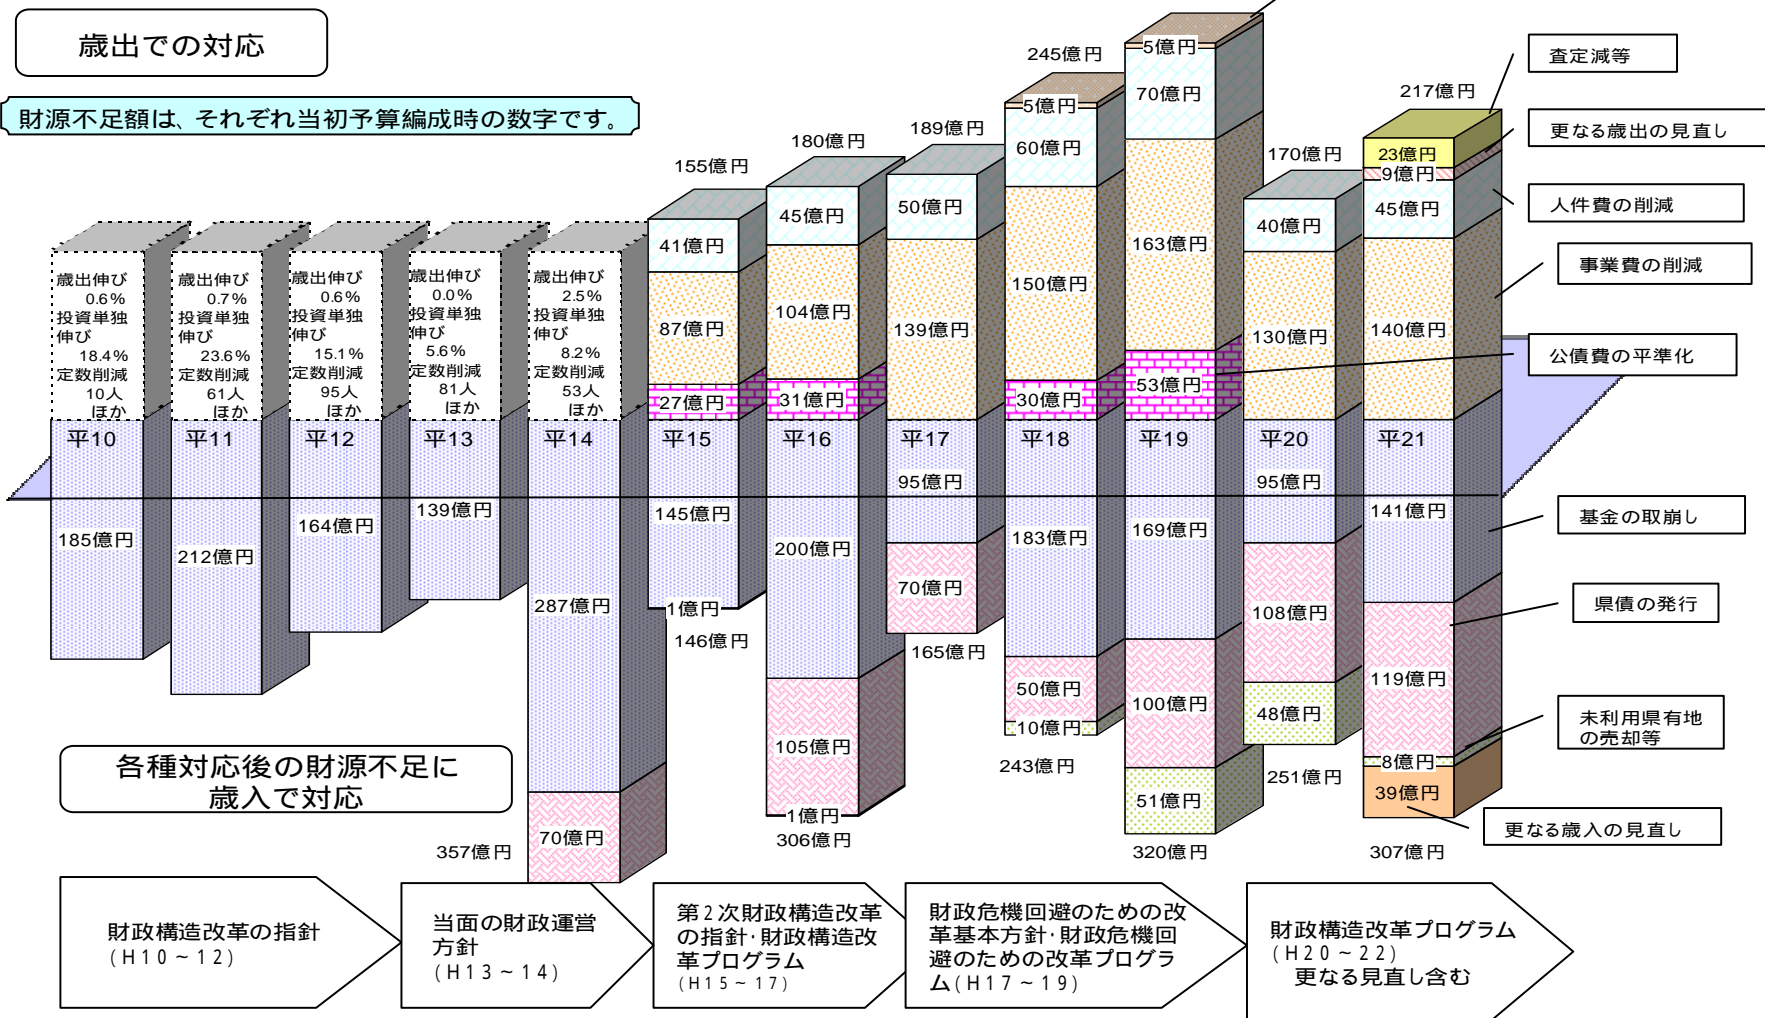 歳出での対応
財源不足額は、それぞれ当初予算編成時の数字です。
歳出伸び
0.6%
投資単独
伸び
18.4%
定数削減
10人
ほか
平10
185億円
歳出伸び
0.7%
投資単独
伸び
23.6%
定数削減
61人
ほか
平11
212億円
歳出伸び
0.6%
投資単独
伸び
15.1%
定数削減
95人
ほか
平12
164億円
歳出伸び
0.0%
投資単独
伸び
5.6%
定数削減
81人
ほか
平13
139億円
歳出伸び
2.5%
投資単独
伸び
8.2%
定数削減
53人
ほか
平14
287億円
70億円
357億円
155億円
41億円
87億円
27億円
平15
145億円
1億円
146億円
180億円
45億円
104億円
31億円
平16
200億円
105億円
1億円
306億円
189億円
50億円
139億円
平17
95億円
70億円
165億円
245億円
5億円
60億円
150億円
30億円
平18
183億円
50億円
10億円
243億円
5億円
70億円
163億円
53億円
平19
169億円
100億円
51億円
320億円
170億円
40億円
130億円
平20
95億円
108億円
48億円
251億円
217億円
23億円
9億円
45億円
140億円
平21
141億円
119億円
8億円
39億円
307億円
査定減等
更なる歳出の見直し
人件費の削減
事業費の削減
公債費の平準化
基金の取崩し
県債の発行
未利用県有地
の売却等
更なる歳入の見直し
各種対応後の財源不足に
歳入で対応
財政構造改革の指針
(H10~12)
当面の財政運営
方針
(H13~14)
第2次財政構造改革
の指針・財政構造改
革プログラム
(H15~17)
財政危機回避のための改
革基本方針・財政危機回
避のための改革プログラ
ム(H17~19)
財政構造改革プログラム
(H20~22)
更なる見直し含む